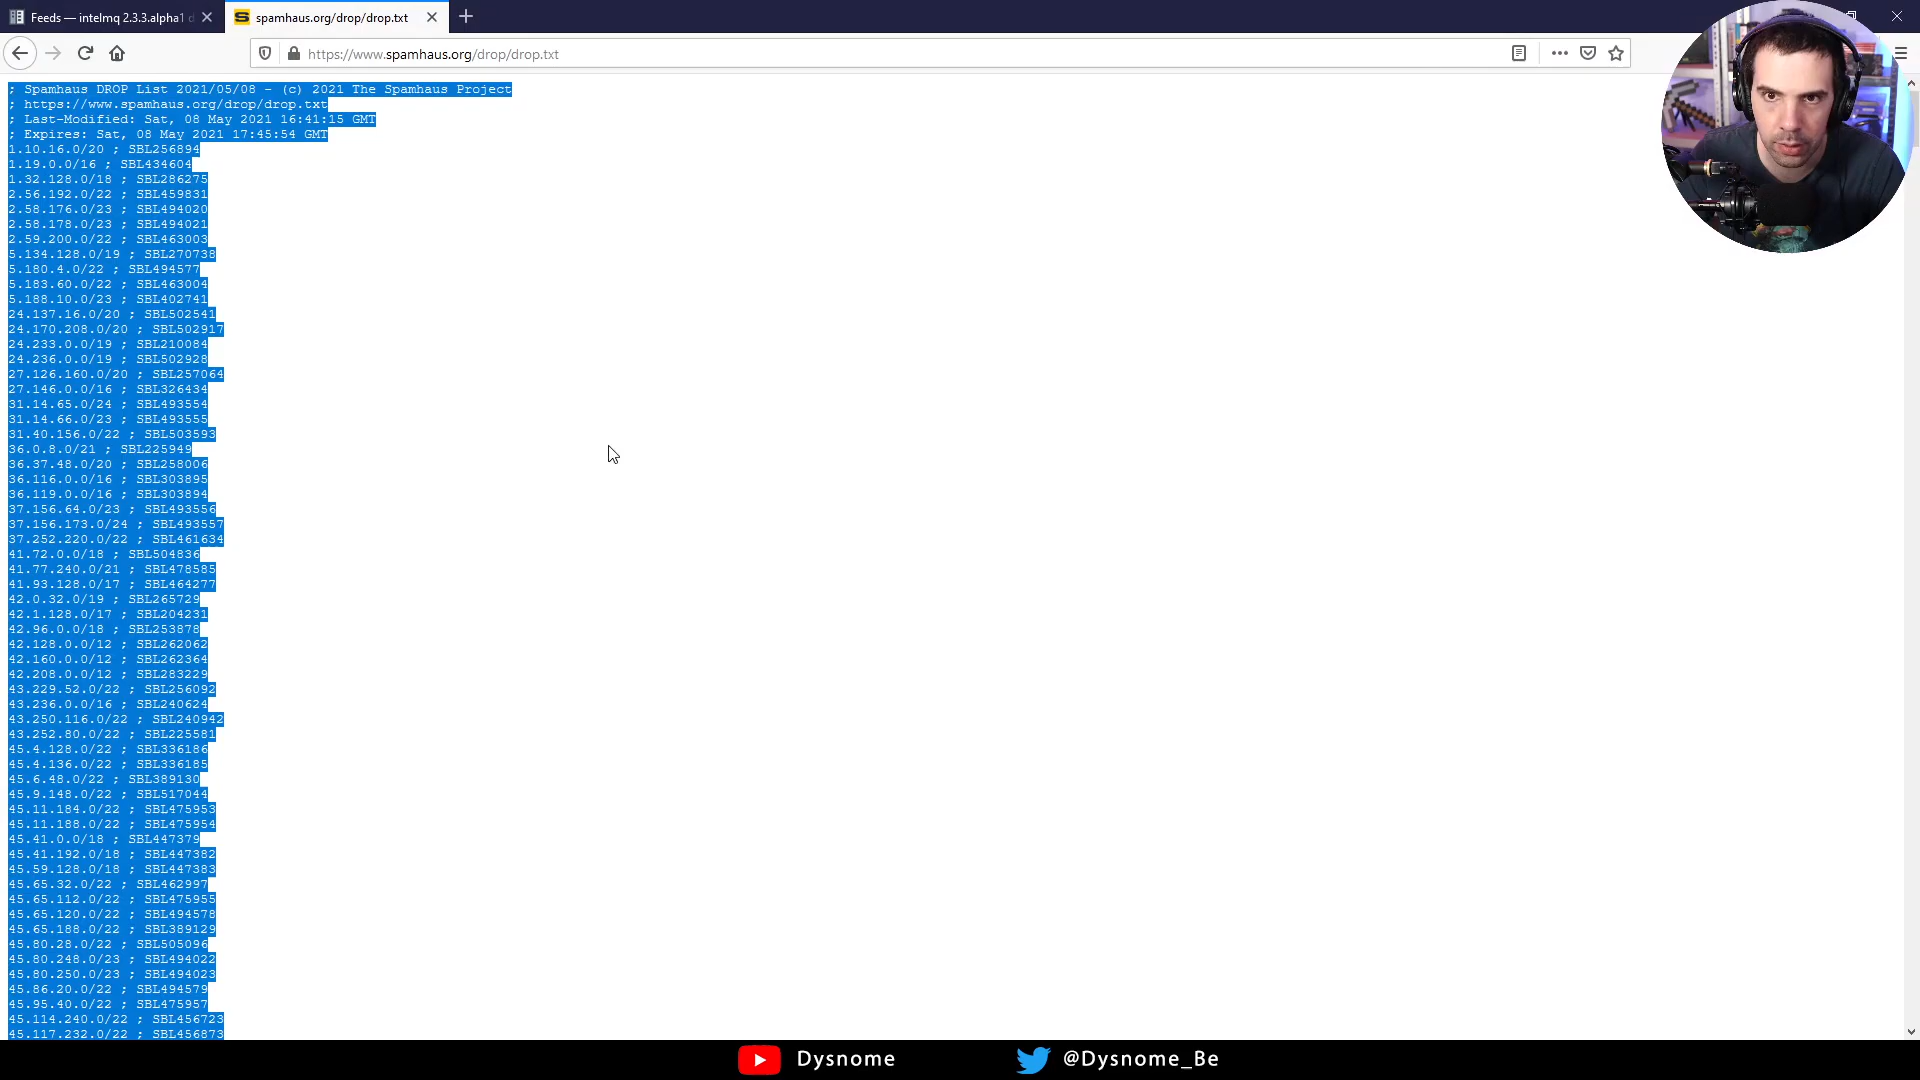 Feeds — intelmq 2.3.3.alpha1 d
spamhaus.org/drop/drop.txt
https://www.spamhaus.org/drop/drop.txt
; Spamhaus DROP List 2021/05/08 - (c) 2021 The Spamhaus Project
; https://www.spamhaus.org/drop/drop.txt
; Last-Modified: Sat, 08 May 2021 16:41:15 GMT
; Expires: Sat, 08 May 2021 17:45:54 GMT
1.10.16.0/20 ; SBL256894
1.19.0.0/16 ; SBL434604
1.32.128.0/18 ; SBL286275
2.56.192.0/22 ; SBL459831
2.58.176.0/23 ; SBL494020
2.58.178.0/23 ; SBL494021
2.59.200.0/22 ; SBL463003
5.134.128.0/19 ; SBL270738
5.180.4.0/22 ; SBL494577
5.183.60.0/22 ; SBL463004
5.188.10.0/23 ; SBL402741
24.137.16.0/20 ; SBL502541
24.170.208.0/20 ; SBL502917
24.233.0.0/19 ; SBL210084
24.236.0.0/19 ; SBL502928
27.126.160.0/20 ; SBL257064
27.146.0.0/16 ; SBL326434
31.14.65.0/24 ; SBL493554
31.14.66.0/23 ; SBL493555
31.40.156.0/22 ; SBL503593
36.0.8.0/21 ; SBL225949
36.37.48.0/20 ; SBL258006
36.116.0.0/16 ; SBL303895
36.119.0.0/16 ; SBL303894
37.156.64.0/23 ; SBL493556
37.156.173.0/24 ; SBL493557
37.252.220.0/22 ; SBL461634
41.72.0.0/18 ; SBL504836
41.77.240.0/21 ; SBL478585
41.93.128.0/17 ; SBL464277
42.0.32.0/19 ; SBL265729
42.1.128.0/17 ; SBL204231
42.96.0.0/18 ; SBL253878
42.128.0.0/12 ; SBL262062
42.160.0.0/12 ; SBL262364
42.208.0.0/12 ; SBL283229
43.229.52.0/22 ; SBL256092
43.236.0.0/16 ; SBL240624
43.250.116.0/22 ; SBL240942
43.252.80.0/22 ; SBL225581
45.4.128.0/22 ; SBL336186
45.4.136.0/22 ; SBL336185
45.6.48.0/22 ; SBL389130
45.9.148.0/22 ; SBL517044
45.11.184.0/22 ; SBL475953
45.11.188.0/22 ; SBL475954
45.41.0.0/18 ; SBL447379
45.41.192.0/18 ; SBL447382
45.59.128.0/18 ; SBL447383
45.65.32.0/22 ; SBL462997
45.65.112.0/22 ; SBL475955
45.65.120.0/22 ; SBL494578
45.65.188.0/22 ; SBL389129
45.80.28.0/22 ; SBL505096
45.80.248.0/23 ; SBL494022
45.80.250.0/23 ; SBL494023
45.86.20.0/22 ; SBL494579
45.95.40.0/22 ; SBL475957
45.114.240.0/22 ; SBL456723
45.117.232.0/22 ; SBL456873
Dysnome
@Dysnome_Be